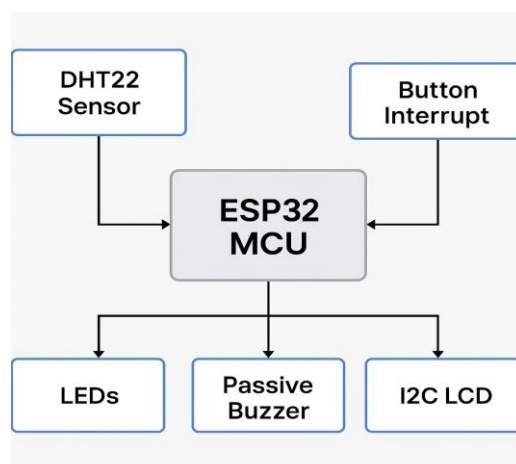 DHT22
Sensor
Button
Interrupt
ESP32
MCU
LEDs
Passive
Buzzer
I2C LCD